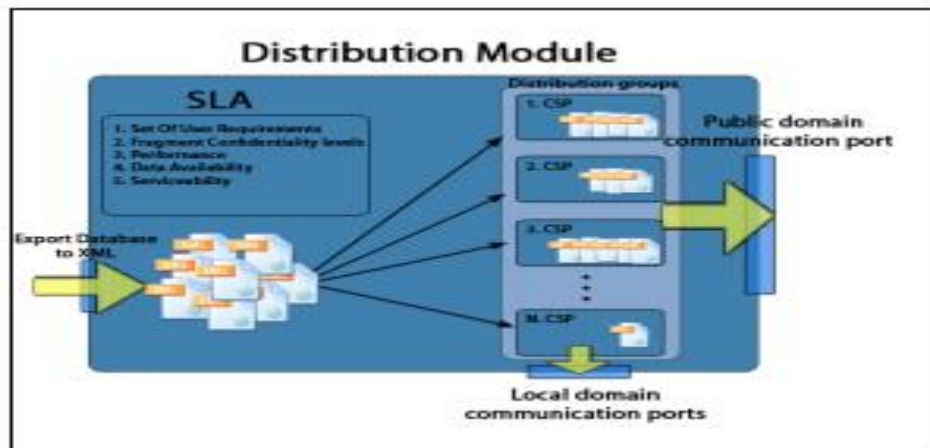 Distribution Module
SLA
1. Set Of User Requirements
2. Fragment Confidentiality levels
3. Performance
4. Data Availability
5. Serviceability
Export Database
to XML
Distribution groups
1. CSP
2. CSP
3. CSP
N. CSP
Public domain
communication port
Local domain
communication ports